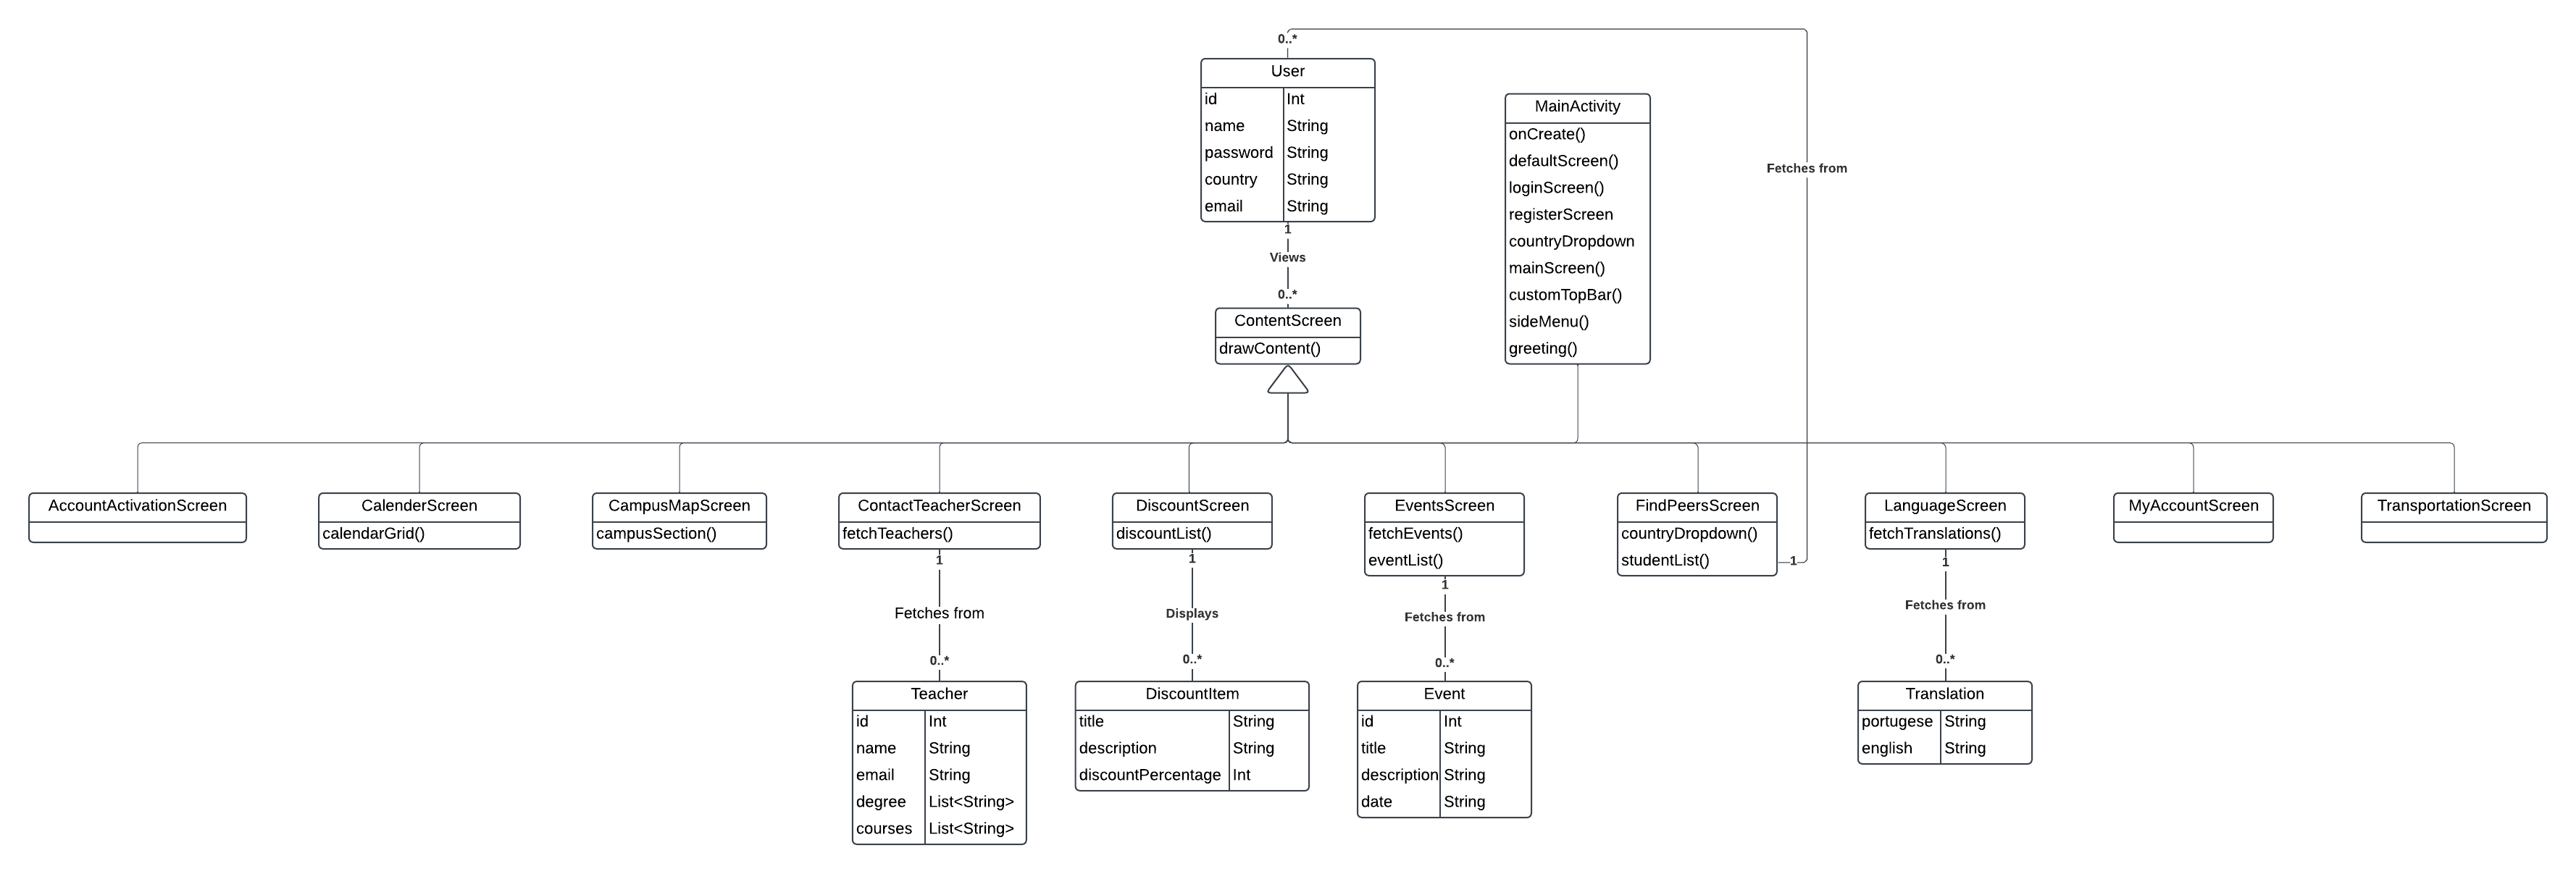 0..*
User
id Int
name String
password String
country String
email String
1
Views
0..*
ContentScreen
drawContent()
MainActivity
onCreate()
defaultScreen()
loginScreen()
registerScreen
countryDropdown
mainScreen()
customTopBar()
sideMenu()
greeting()
Fetches from
AccountActivationScreen
CalenderScreen
calendarGrid()
CampusMapScreen
campusSection()
ContactTeacherScreen
fetchTeachers()
1
Fetches from
0..*
Teacher
id Int
name String
email String
degree List<String>
courses List<String>
DiscountScreen
discountList()
1
Displays
0..*
DiscountItem
title String
description String
discountPercentage Int
EventsScreen
fetchEvents()
eventList()
1
Fetches from
0..*
Event
id Int
title String
description String
date String
FindPeersScreen
countryDropdown()
studentList()
1
LanguageScreen
fetchTranslations()
1
Fetches from
0..*
Translation
portugese String
english String
MyAccountScreen
TransportationScreen